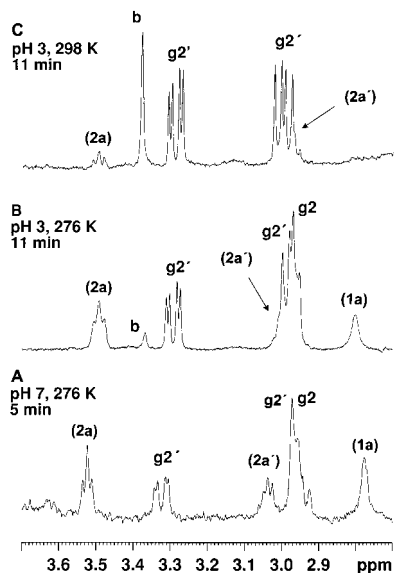 C
pH 3, 298 K
11 min
(2a)
b
g2'
g2´
(2a´)
B
pH 3, 276 K
11 min
(2a)
b
g2´
(2a´)
g2´
g2
(1a)
A
pH 7, 276 K
5 min
(2a)
g2´
(2a´)
g2´ g2
(1a)
3.6 3.5 3.4 3.3 3.2 3.1 3.0 2.9 ppm